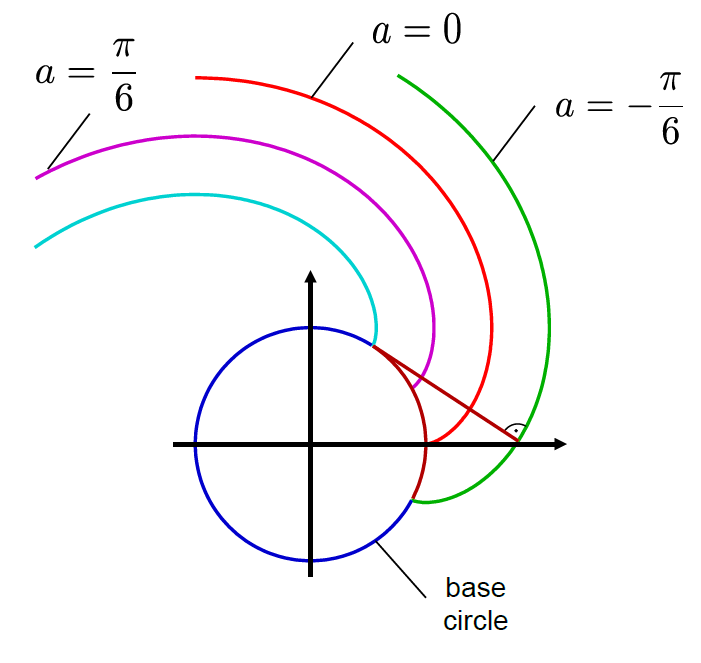 a = π/6
a = 0
a = −π/6
base
circle